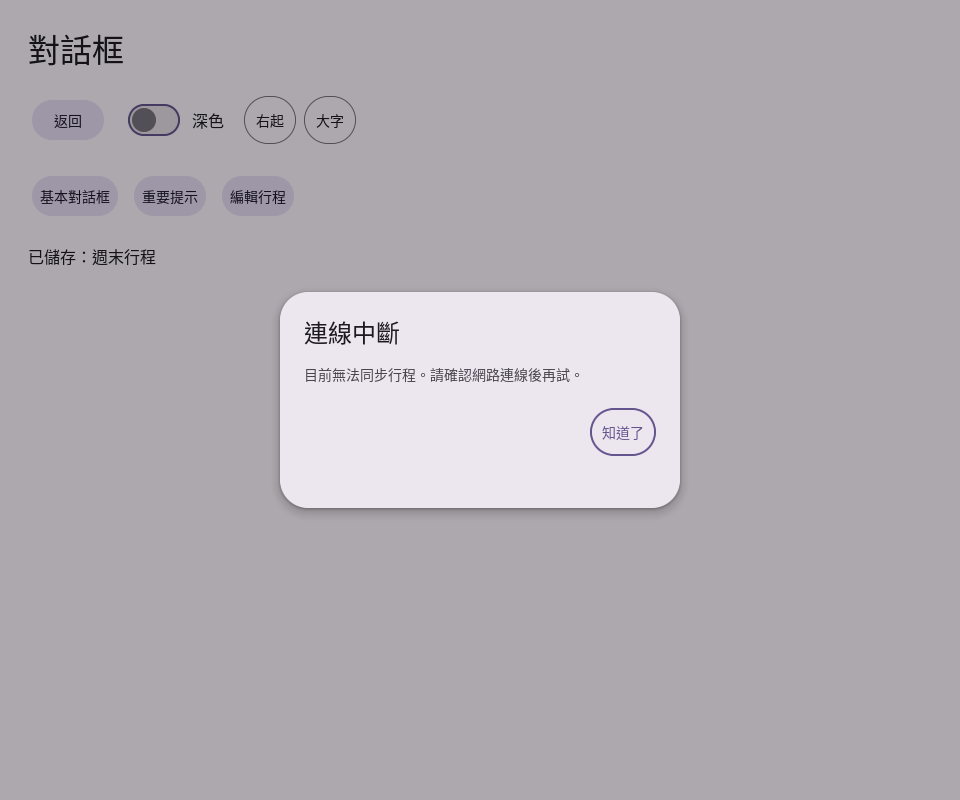 對話框
返回 深色 右起 大字
基本對話框 重要提示 編輯行程
已儲存：週末行程
連線中斷
目前無法同步行程。請確認網路連線後再試。
知道了